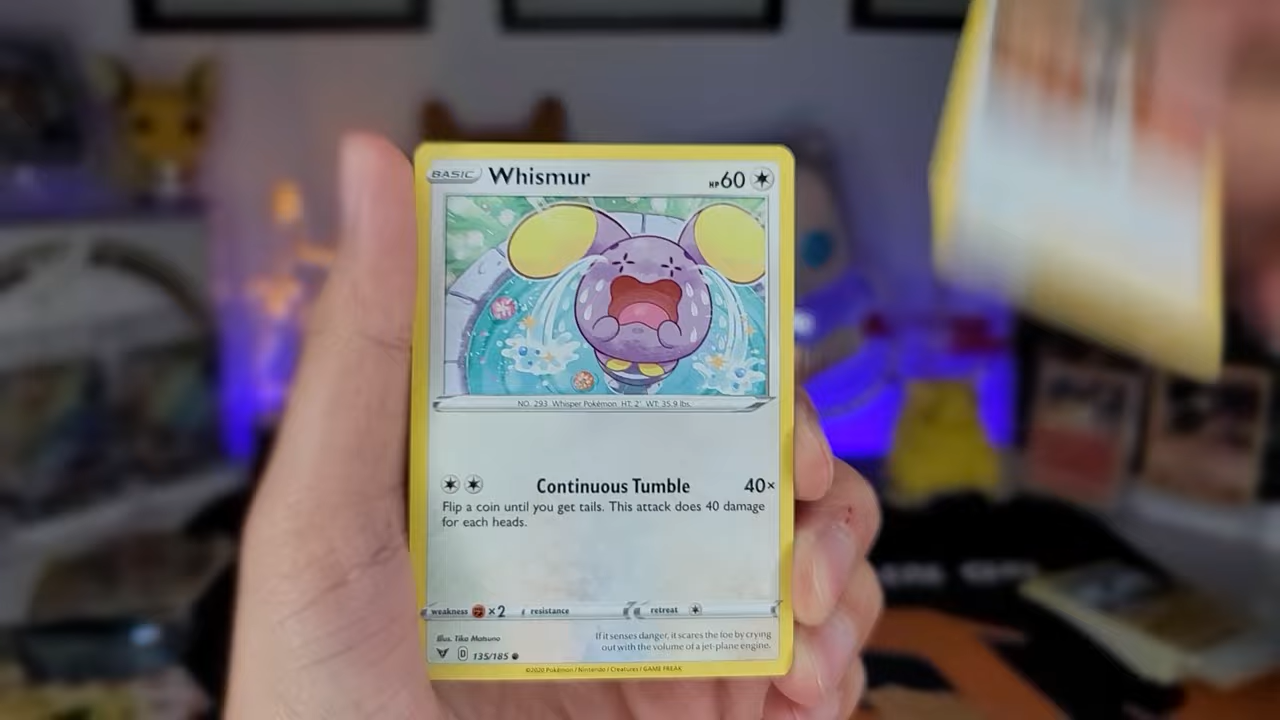 BASIC Whismur HP60
NO. 293 Whisper Pokémon HT: 2' WT: 35.9 lbs.
Continuous Tumble 40×
Flip a coin until you get tails. This attack does 40 damage
for each heads.
weakness ×2 resistance retreat
Illus. Tika Matsuno
If it senses danger, it scares the foe by crying
out with the volume of a jet-plane engine.
D 135/185
©2020 Pokémon / Nintendo / Creatures / GAME FREAK